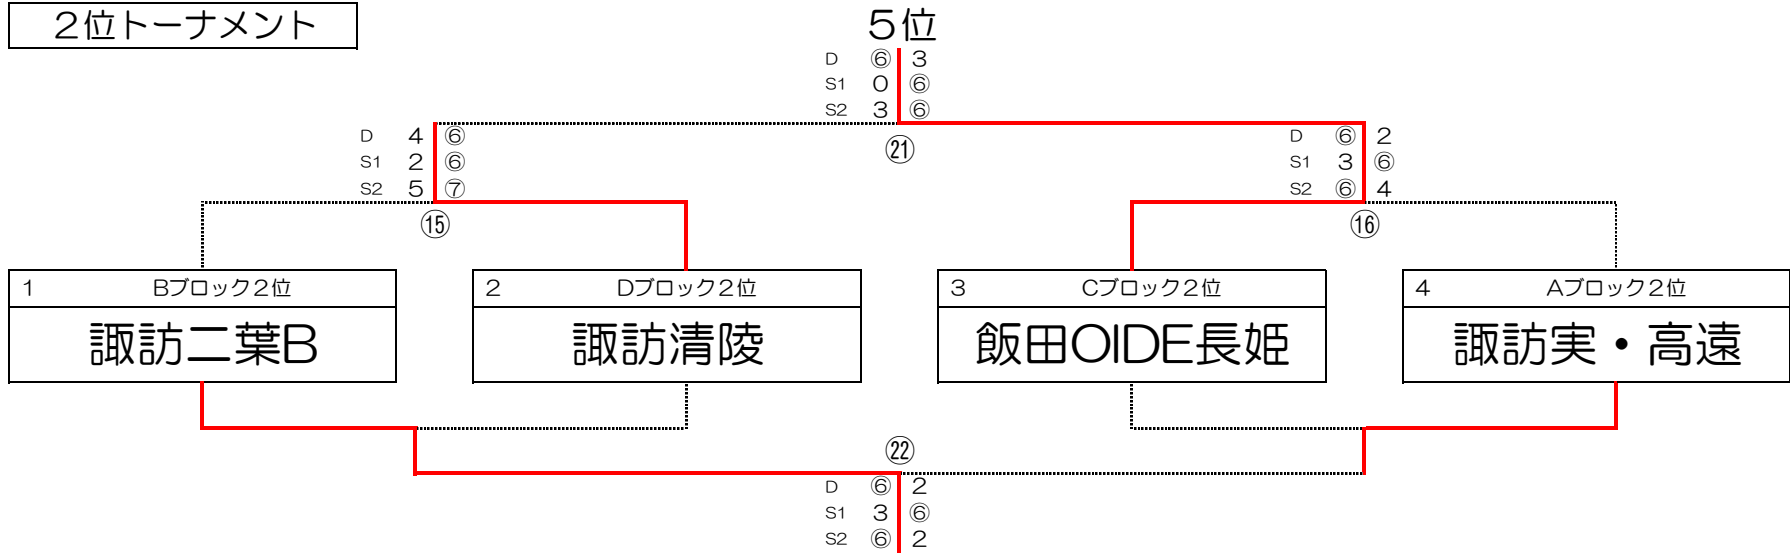 ２位トーナメント
５位
D ⑥ 3
S1 0 ⑥
S2 3 ⑥
㉑
D 4 ⑥
S1 2 ⑥
S2 5 ⑦
⑮
D ⑥ 2
S1 3 ⑥
S2 ⑥ 4
⑯
1 Bブロック２位
諏訪二葉B
2 Dブロック２位
諏訪清陵
3 Cブロック２位
飯田OIDE長姫
4 Aブロック２位
諏訪実・高遠
㉒
D ⑥ 2
S1 3 ⑥
S2 ⑥ 2